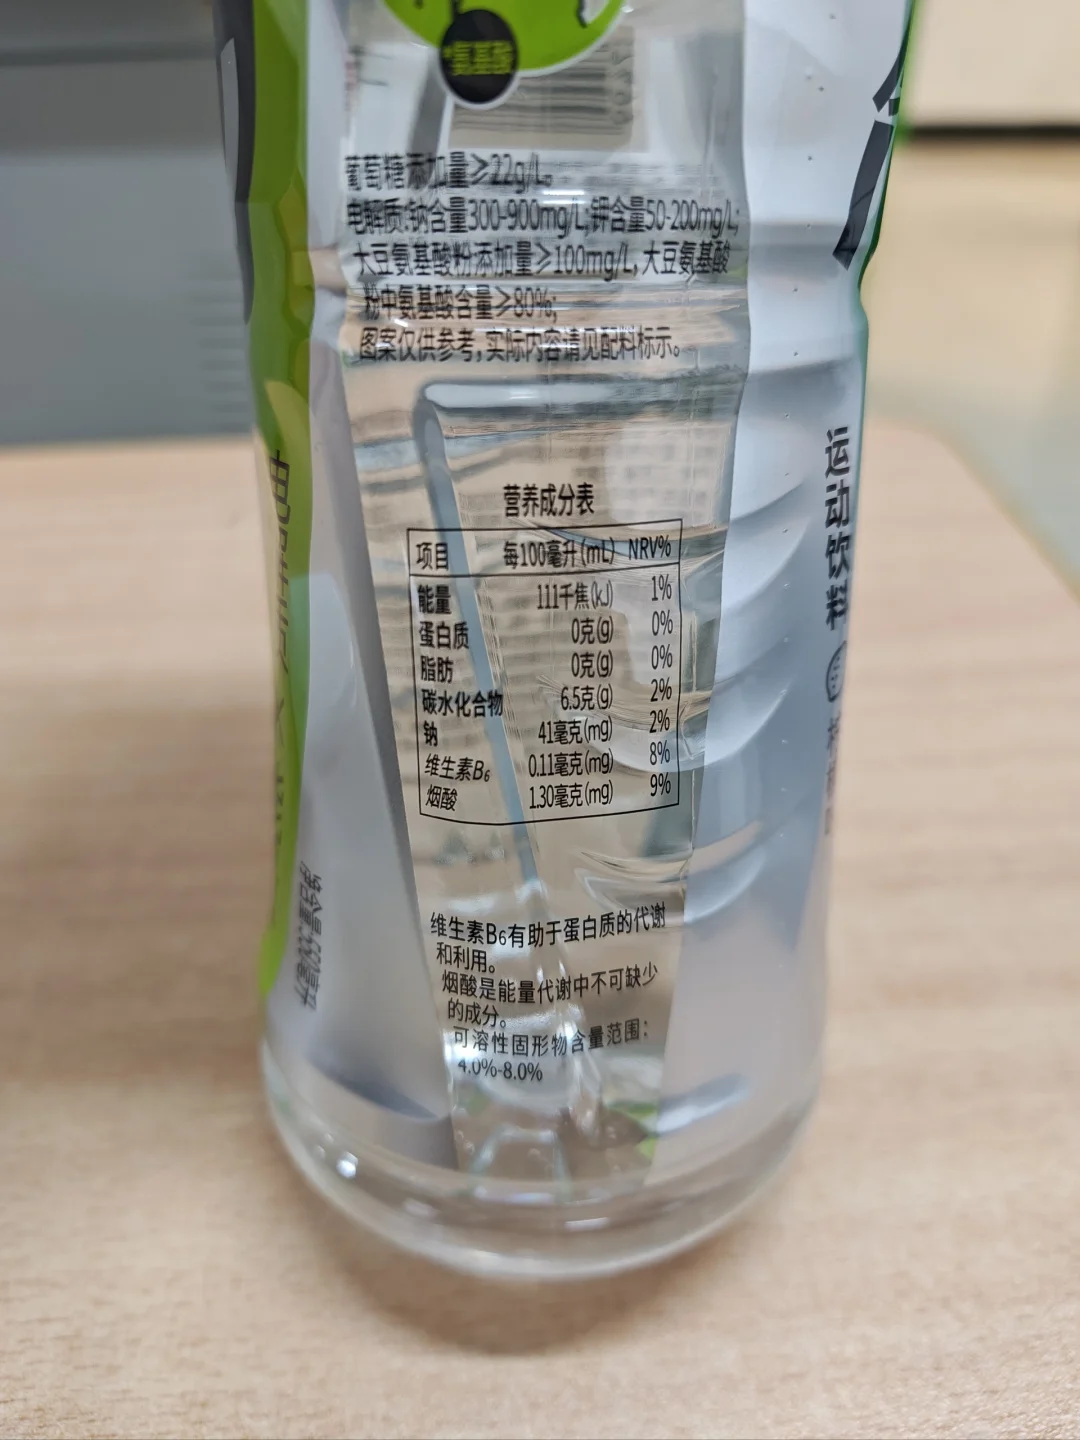 *氨基酸
葡萄糖添加量≥22g/L。
电解质:钠含量300-900mg/L;钾含量50-200mg/L;
大豆氨基酸粉添加量≥100mg/L,大豆氨基酸
粉中氨基酸含量≥80%;
图案仅供参考,实际内容请见配料标示。
营养成分表
项目 每100毫升(mL) NRV%
能量 111千焦(kJ) 1%
蛋白质 0克(g) 0%
脂肪 0克(g) 0%
碳水化合物 6.5克(g) 2%
钠 41毫克(mg) 2%
维生素B₆ 0.11毫克(mg) 8%
烟酸 1.30毫克(mg) 9%
维生素B₆有助于蛋白质的代谢
和利用。
烟酸是能量代谢中不可缺少
的成分。
可溶性固形物含量范围:
4.0%-8.0%
运动饮料